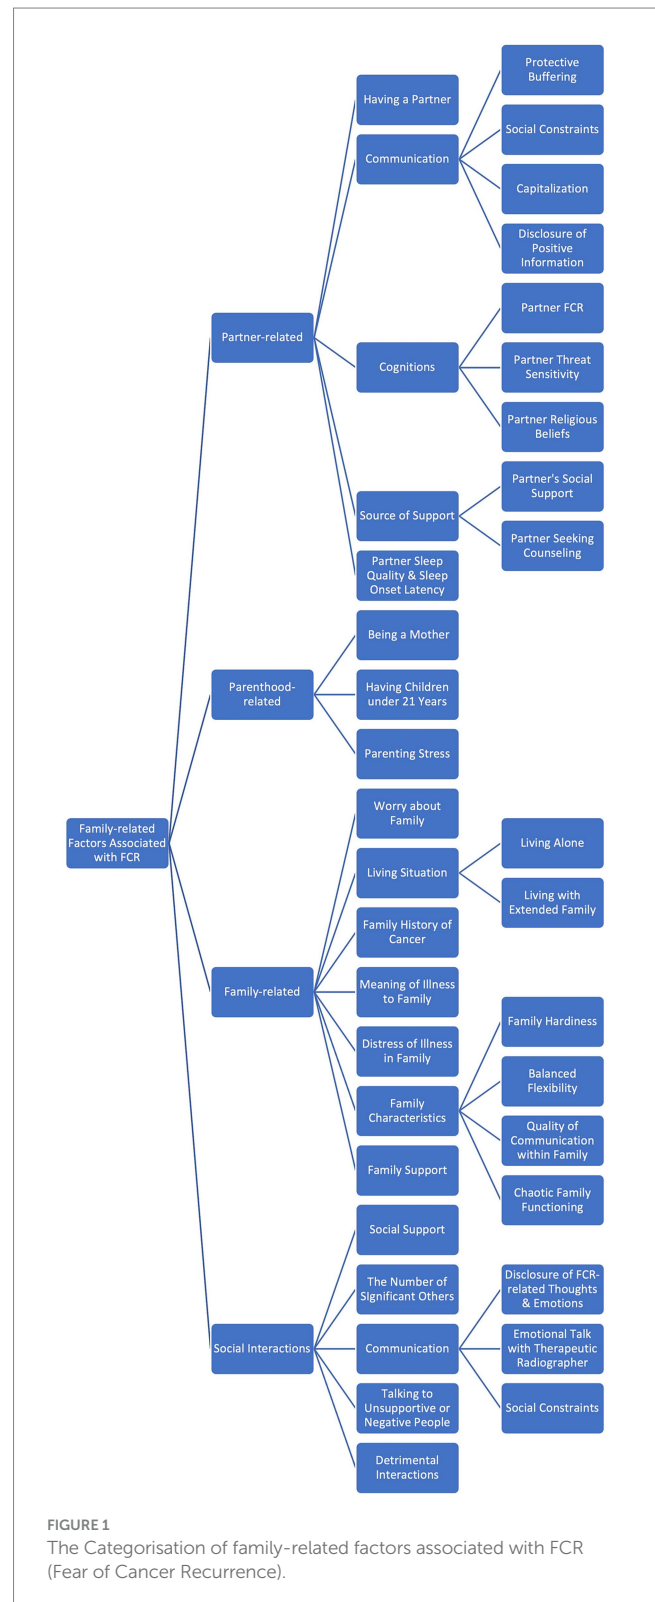 Protective
Buffering
Having a Partner
Social Constraints
Communication
Capitalization
Disclosure of
Positive
Information
Partner FCR
Partner-related
Cognitions
Partner Threat
Sensitivity
Partner Religious
Beliefs
Partner's Social
Support
Source of Support
Partner Seeking
Counseling
Partner Sleep
Quality & Sleep
Onset Latency
Being a Mother
Parenthood-
related
Having Children
under 21 Years
Parenting Stress
Worry about
Family
Family-related
Factors Associated
with FCR
Living Alone
Living Situation
Living with
Extended Family
Family History of
Cancer
Family-related
Meaning of Illness
to Family
Family Hardiness
Distress of Illness
in Family
Balanced
Flexibility
Family
Characteristics
Quality of
Communication
within Family
Family Support
Chaotic Family
Functioning
Social Support
The Number of
SIgnificant Others
Disclosure of FCR-
related Thoughts
& Emotions
Social Interactions
Communication
Emotional Talk
with Therapeutic
Radiographer
Talking to
Unsupportive or
Negative People
Social Constraints
Detrimental
Interactions
FIGURE 1
The Categorisation of family-related factors associated with FCR
(Fear of Cancer Recurrence).